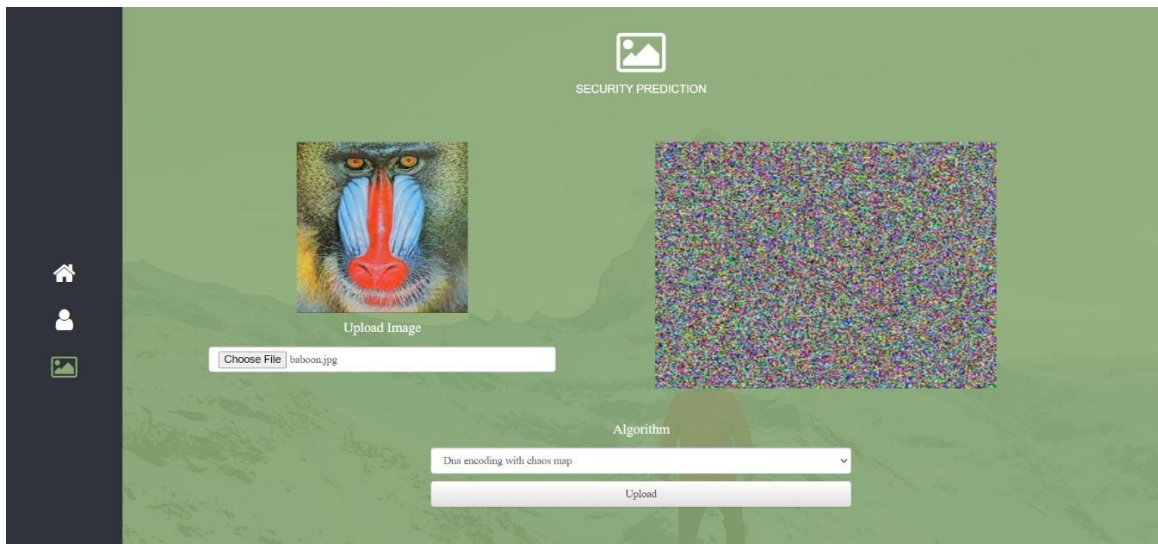 SECURITY PREDICTION
Upload Image
Choose File baboon.jpg
Algorithm
Dna encoding with chaos map
Upload